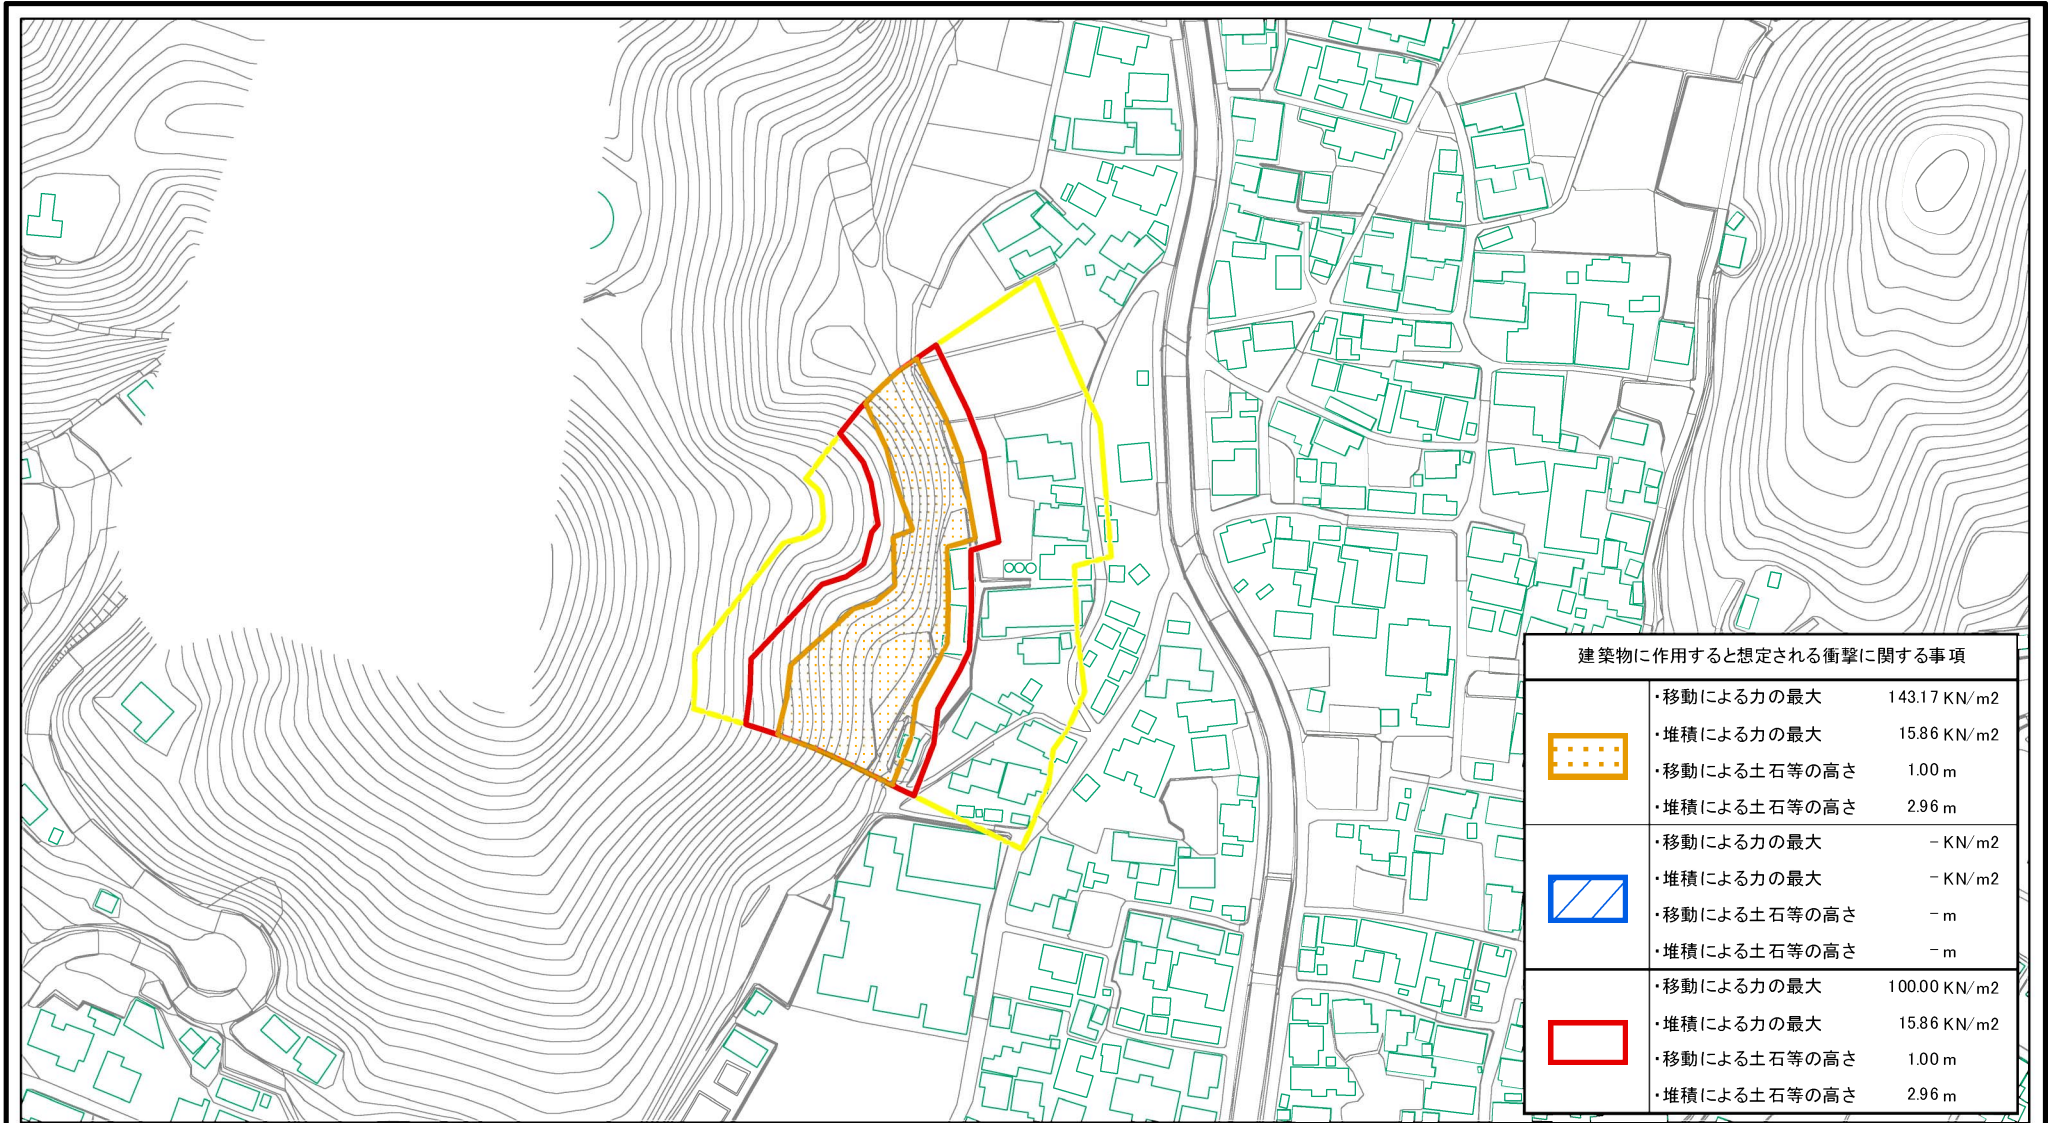 建築物に作用すると想定される衝撃に関する事項
・移動による力の最大 143.17 KN/m2
・堆積による力の最大 15.86 KN/m2
・移動による土石等の高さ 1.00 m
・堆積による土石等の高さ 2.96 m
・移動による力の最大 - KN/m2
・堆積による力の最大 - KN/m2
・移動による土石等の高さ - m
・堆積による土石等の高さ - m
・移動による力の最大 100.00 KN/m2
・堆積による力の最大 15.86 KN/m2
・移動による土石等の高さ 1.00 m
・堆積による土石等の高さ 2.96 m